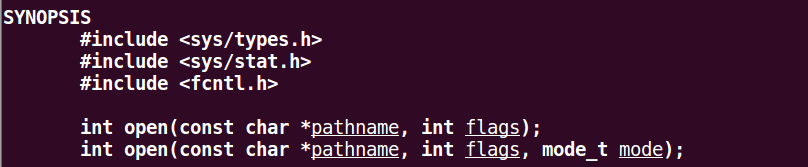 SYNOPSIS
#include <sys/types.h>
#include <sys/stat.h>
#include <fcntl.h>
int open(const char *pathname, int flags);
int open(const char *pathname, int flags, mode_t mode);